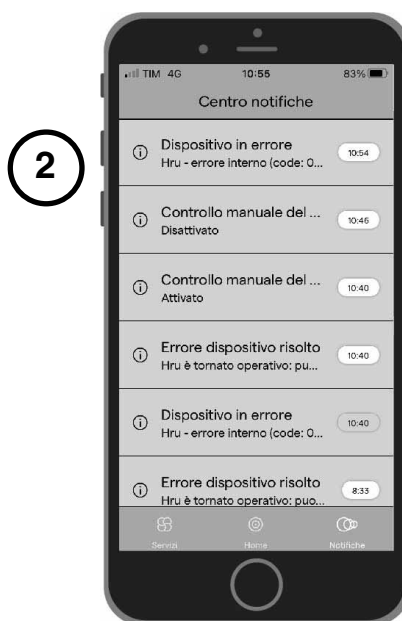 2
TIM 4G 10:55 83%
Centro notifiche
Dispositivo in errore
Hru - errore interno (code: 0...
10:54
Controllo manuale del ...
Disattivato
10:45
Controllo manuale del ...
Attivato
10:40
Errore dispositivo risolto
Hru è tornato operativo: puo...
10:40
Dispositivo in errore
Hru - errore interno (code: 0...
10:40
Errore dispositivo risolto
Hru è tornato operativo: puo...
8:33
Servizi Home Notifiche